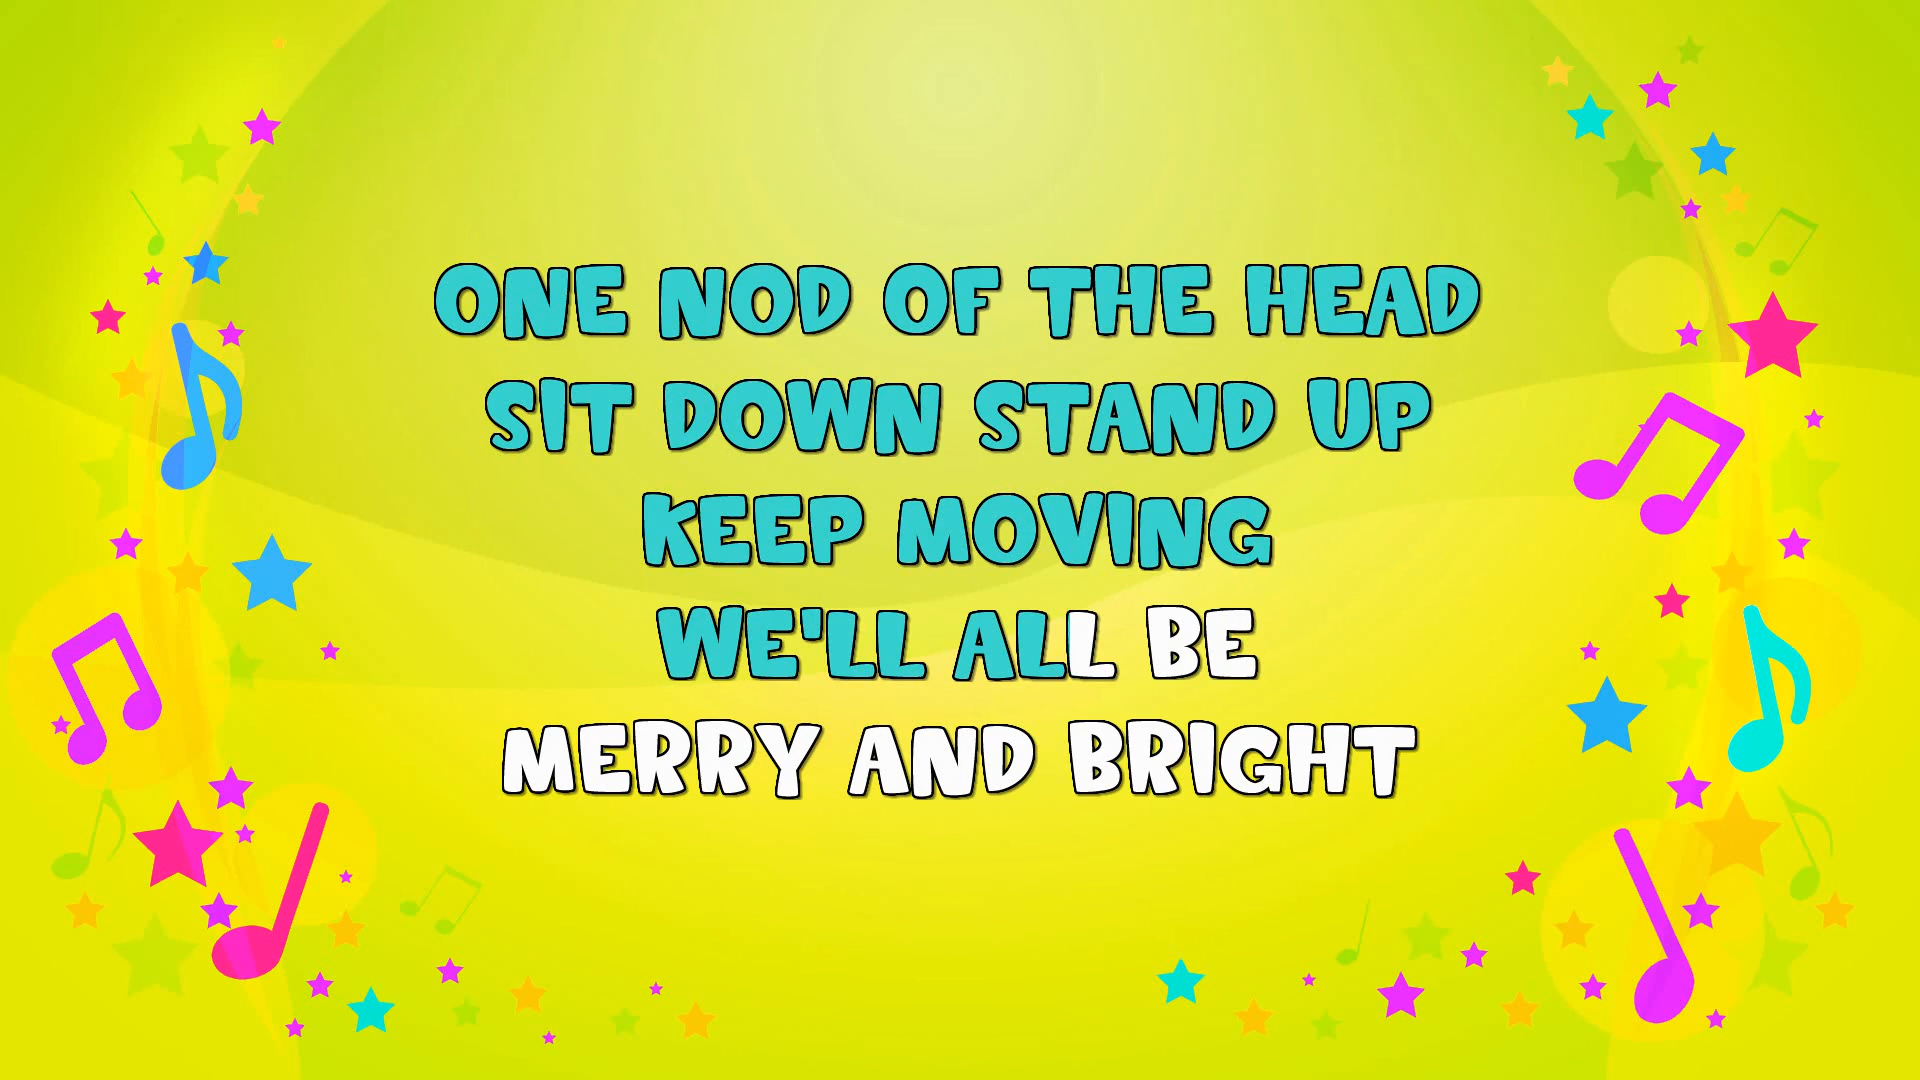 ONE NOD OF THE HEAD
SIT DOWN STAND UP
KEEP MOVING
WE'LL ALL BE
MERRY AND BRIGHT